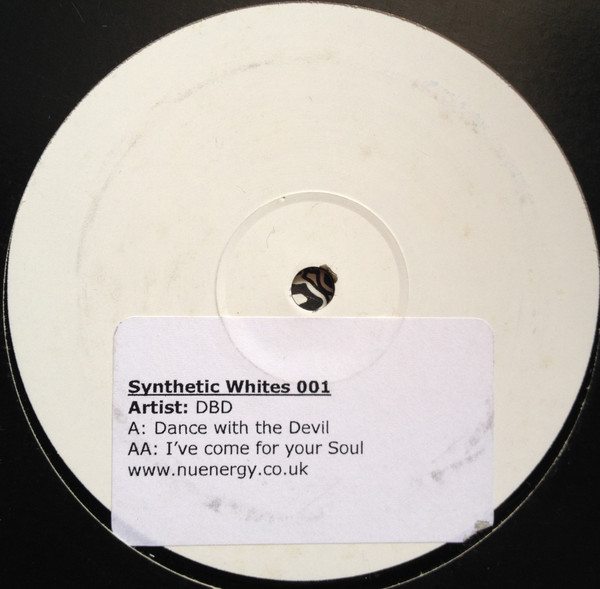 Synthetic Whites 001
Artist: DBD
A: Dance with the Devil
AA: I've come for your Soul
www.nuenergy.co.uk